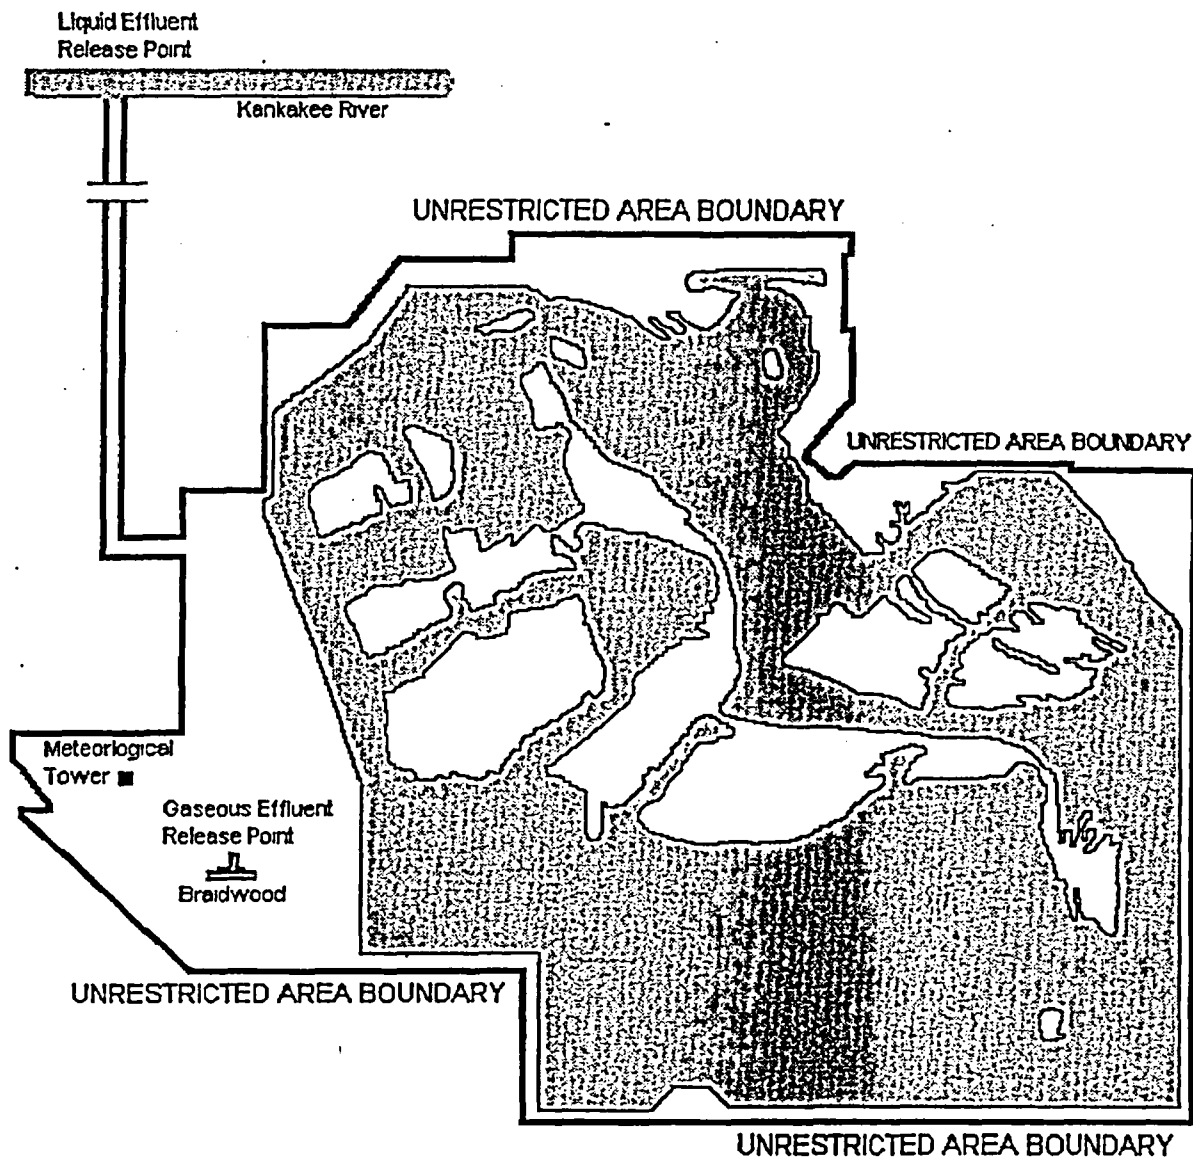 Liquid Effluent
Release Point
Kankakee River
UNRESTRICTED AREA BOUNDARY
UNRESTRICTED AREA BOUNDARY
Meteorlogical
Tower
Gaseous Effluent
Release Point
Braidwood
UNRESTRICTED AREA BOUNDARY
UNRESTRICTED AREA BOUNDARY